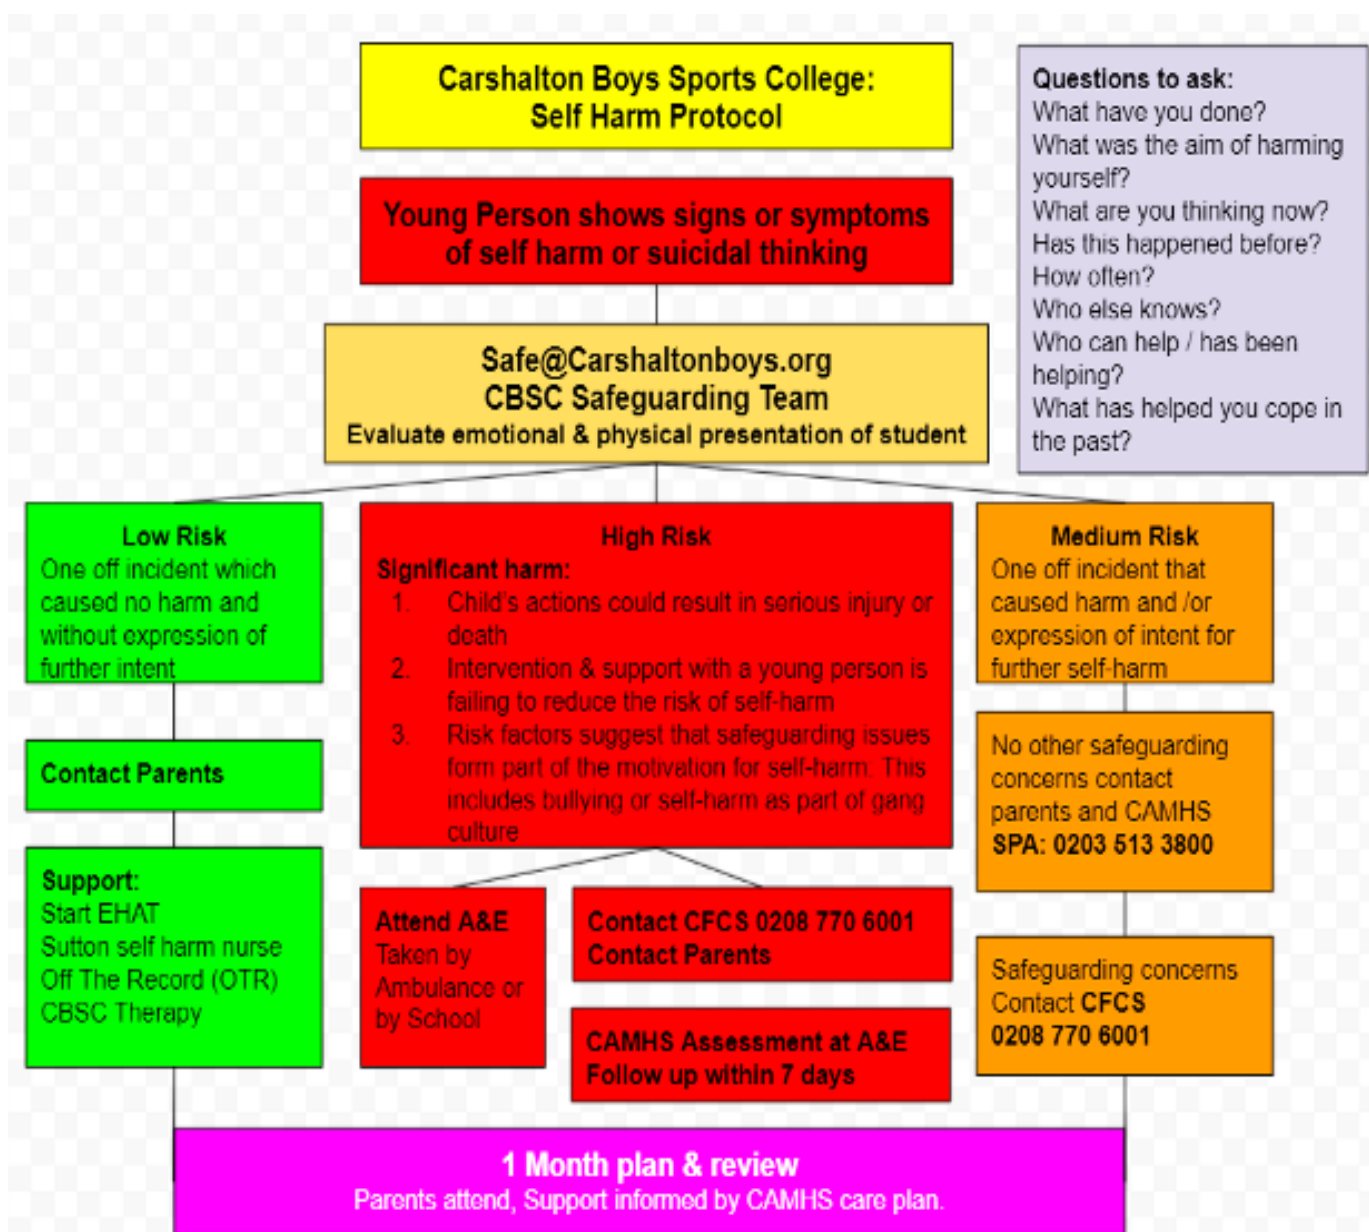 Carshalton Boys Sports College:
Self Harm Protocol
Questions to ask:
What have you done?
What was the aim of harming
yourself?
What are you thinking now?
Has this happened before?
How often?
Who else knows?
Who can help / has been
helping?
What has helped you cope in
the past?
Young Person shows signs or symptoms
of self harm or suicidal thinking
Safe@Carshaltonboys.org
CBSC Safeguarding Team
Evaluate emotional & physical presentation of student
Low Risk
One off incident which
caused no harm and
without expression of
further intent
Contact Parents
Support:
Start EHAT
Sutton self harm nurse
Off The Record (OTR)
CBSC Therapy
High Risk
Significant harm:
1. Child's actions could result in serious injury or
death
2. Intervention & support with a young person is
failing to reduce the risk of self-harm
3. Risk factors suggest that safeguarding issues
form part of the motivation for self-harm. This
includes bullying or self-harm as part of gang
culture
Attend A&E
Taken by
Ambulance or
by School
Contact CFCS 0208 770 6001
Contact Parents
CAMHS Assessment at A&E
Follow up within 7 days
Medium Risk
One off incident that
caused harm and /or
expression of intent for
further self-harm
No other safeguarding
concerns contact
parents and CAMHS
SPA: 0203 513 3800
Safeguarding concerns
Contact CFCS
0208 770 6001
1 Month plan & review
Parents attend, Support informed by CAMHS care plan.